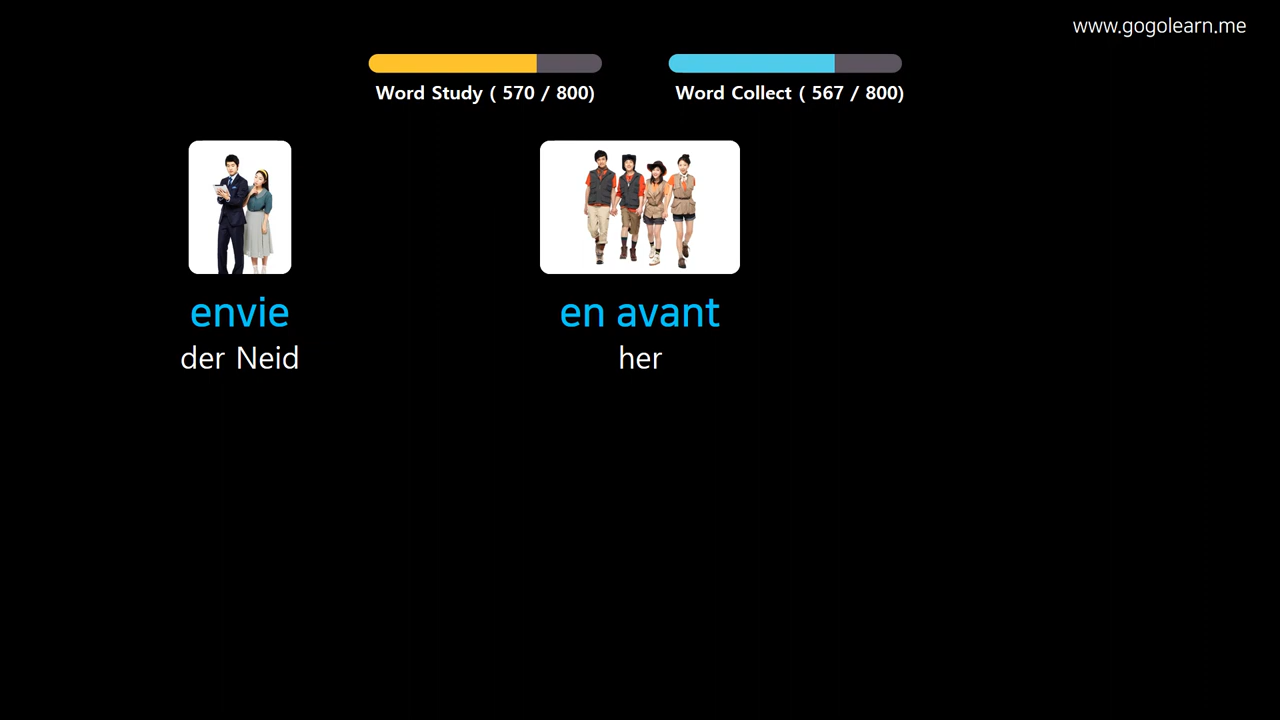 www.gogolearn.me
Word Study ( 570 / 800)
Word Collect ( 567 / 800)
envie
der Neid
en avant
her